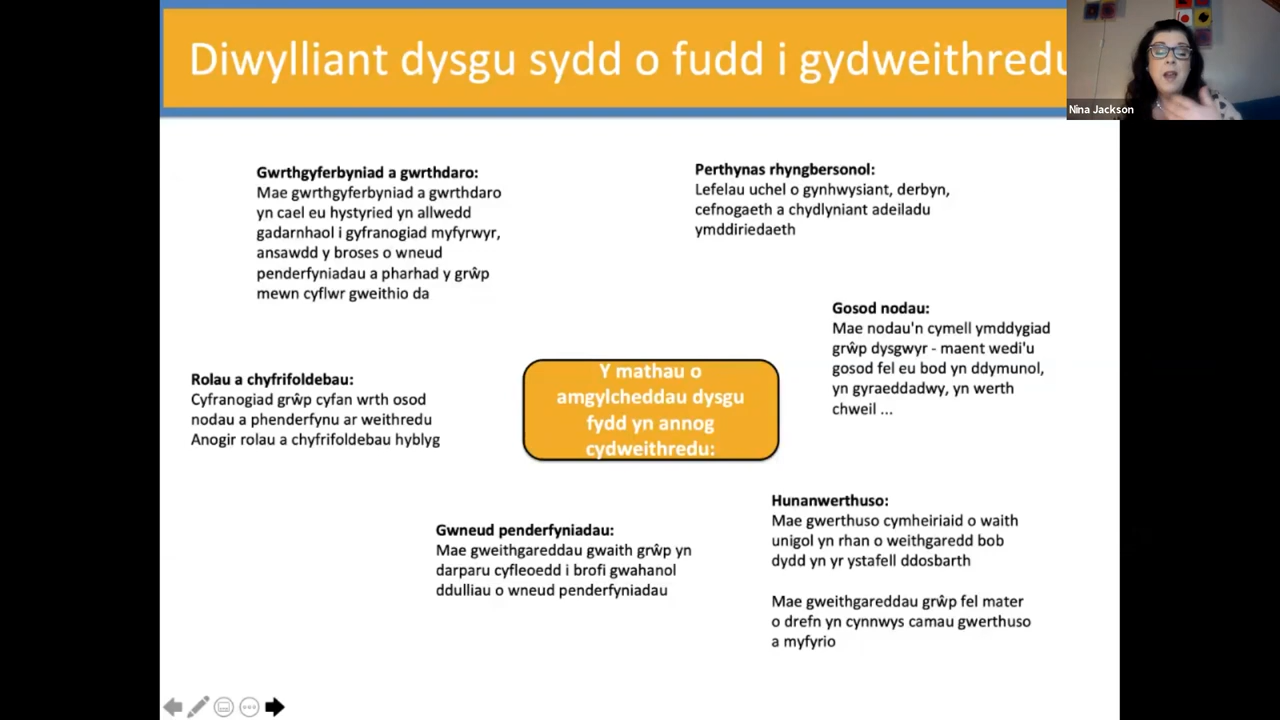 Diwylliant dysgu sydd o fudd i gydweithredu
Nina Jackson
Gwrthgyferbyniad a gwrthdaro:
Mae gwrthgyferbyniad a gwrthdaro
yn cael eu hystyried yn allwedd
gadarnhaol i gyfranogiad myfyrwyr,
ansawdd y broses o wneud
penderfyniadau a pharhad y grŵp
mewn cyflwr gweithio da
Perthynas rhyngbersonol:
Lefelau uchel o gynhwysiant, derbyn,
cefnogaeth a chydlyniant adeiladu
ymddiriedaeth
Gosod nodau:
Mae nodau'n cymell ymddygiad
grŵp dysgwyr - maent wedi'u
gosod fel eu bod yn ddymunol,
yn gyraeddadwy, yn werth
chweil ...
Rolau a chyfrifoldebau:
Cyfranogiad grŵp cyfan wrth osod
nodau a phenderfynu ar weithredu
Anogir rolau a chyfrifoldebau hyblyg
Y mathau o
amgylcheddau dysgu
fydd yn annog
cydweithredu:
Gwneud penderfyniadau:
Mae gweithgareddau gwaith grŵp yn
darparu cyfleoedd i brofi gwahanol
ddulliau o wneud penderfyniadau
Hunanwerthuso:
Mae gwerthuso cymheiriaid o waith
unigol yn rhan o weithgaredd bob
dydd yn yr ystafell ddosbarth
Mae gweithgareddau grŵp fel mater
o drefn yn cynnwys camau gwerthuso
a myfyrio